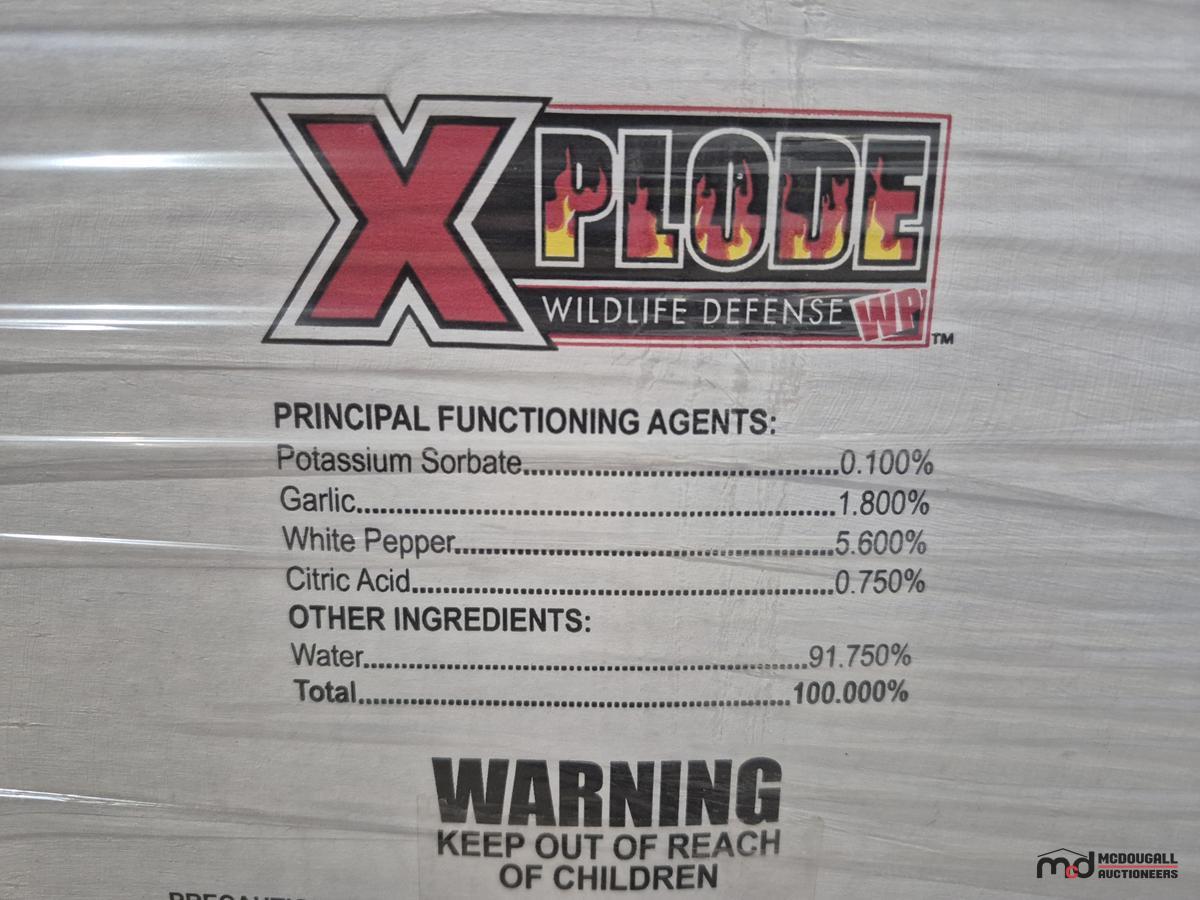 XPLODE
WILDLIFE DEFENSE WP
TM
PRINCIPAL FUNCTIONING AGENTS:
Potassium Sorbate..........................................0.100%
Garlic................................................................1.800%
White Pepper...................................................5.600%
Citric Acid.........................................................0.750%
OTHER INGREDIENTS:
Water...........................................................91.750%
Total..........................................................100.000%
WARNING
KEEP OUT OF REACH
OF CHILDREN
mcd MCDOUGALL
AUCTIONEERS